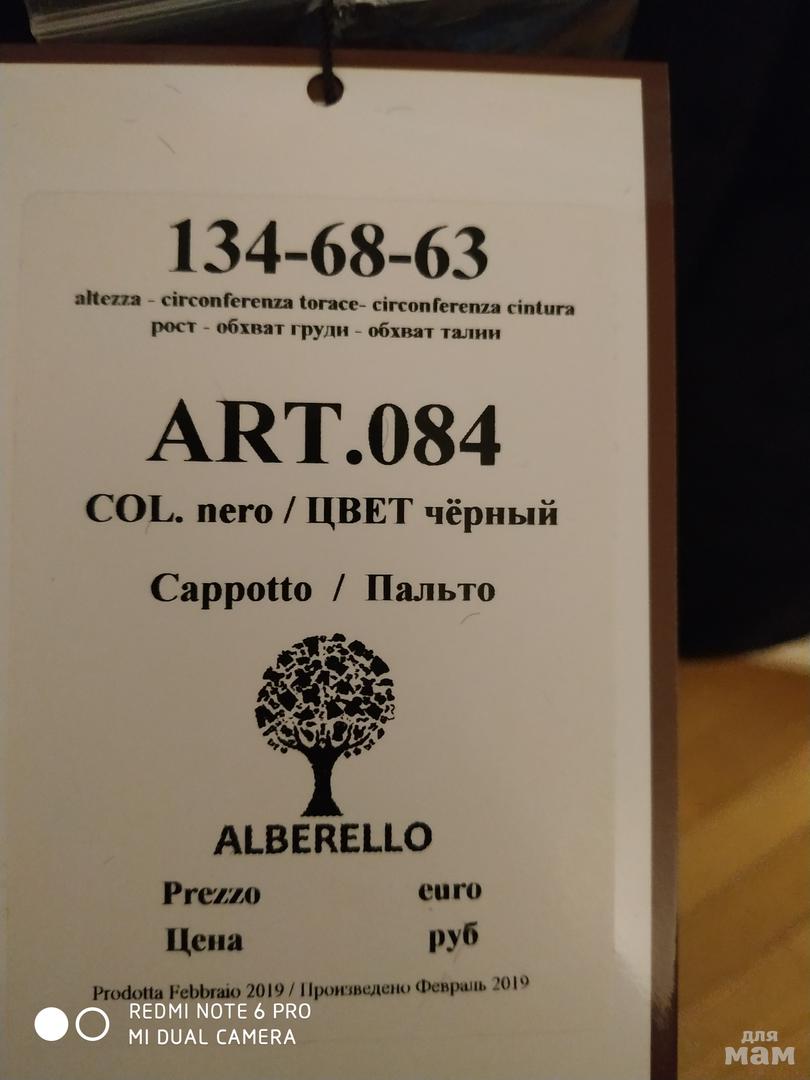 134-68-63
altezza - circonferenza torace- circonferenza cintura
рост - обхват груди - обхват талии
ART.084
COL. nero / ЦВЕТ чёрный
Cappotto / Пальто
ALBERELLO
Prezzo euro
Цена руб
Prodotta Febbraio 2019 / Произведено Февраль 2019
REDMI NOTE 6 PRO
MI DUAL CAMERA
для
мам